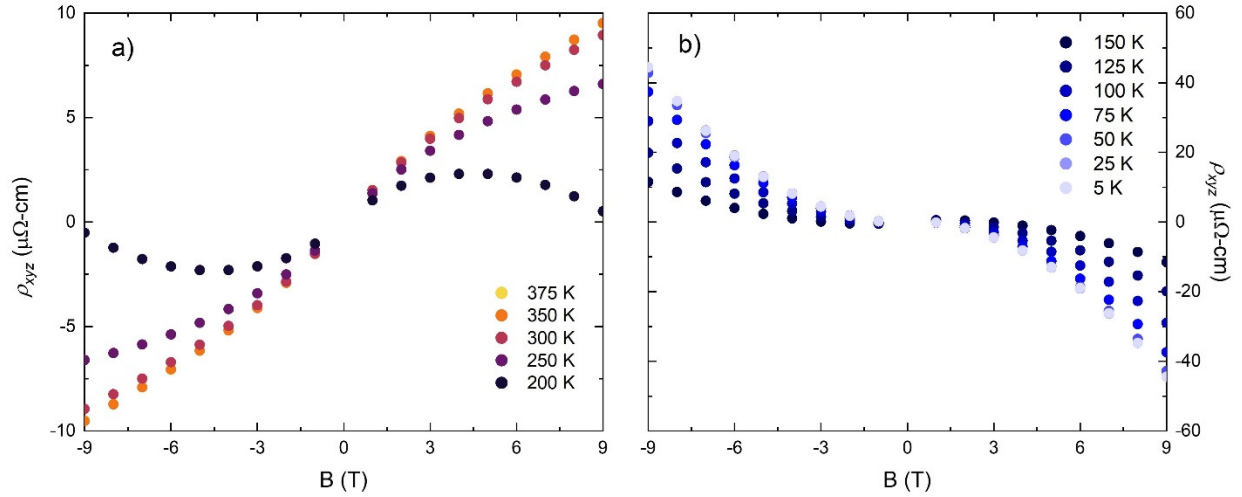 a)
10
5
0
-5
-10
ρxyz (μΩ-cm)
375 K
350 K
300 K
250 K
200 K
-9 -6 -3 0 3 6 9
B (T)
b)
150 K
125 K
100 K
75 K
50 K
25 K
5 K
60
40
20
0
-20
-40
-60
ρxyz (μΩ-cm)
-9 -6 -3 0 3 6 9
B (T)